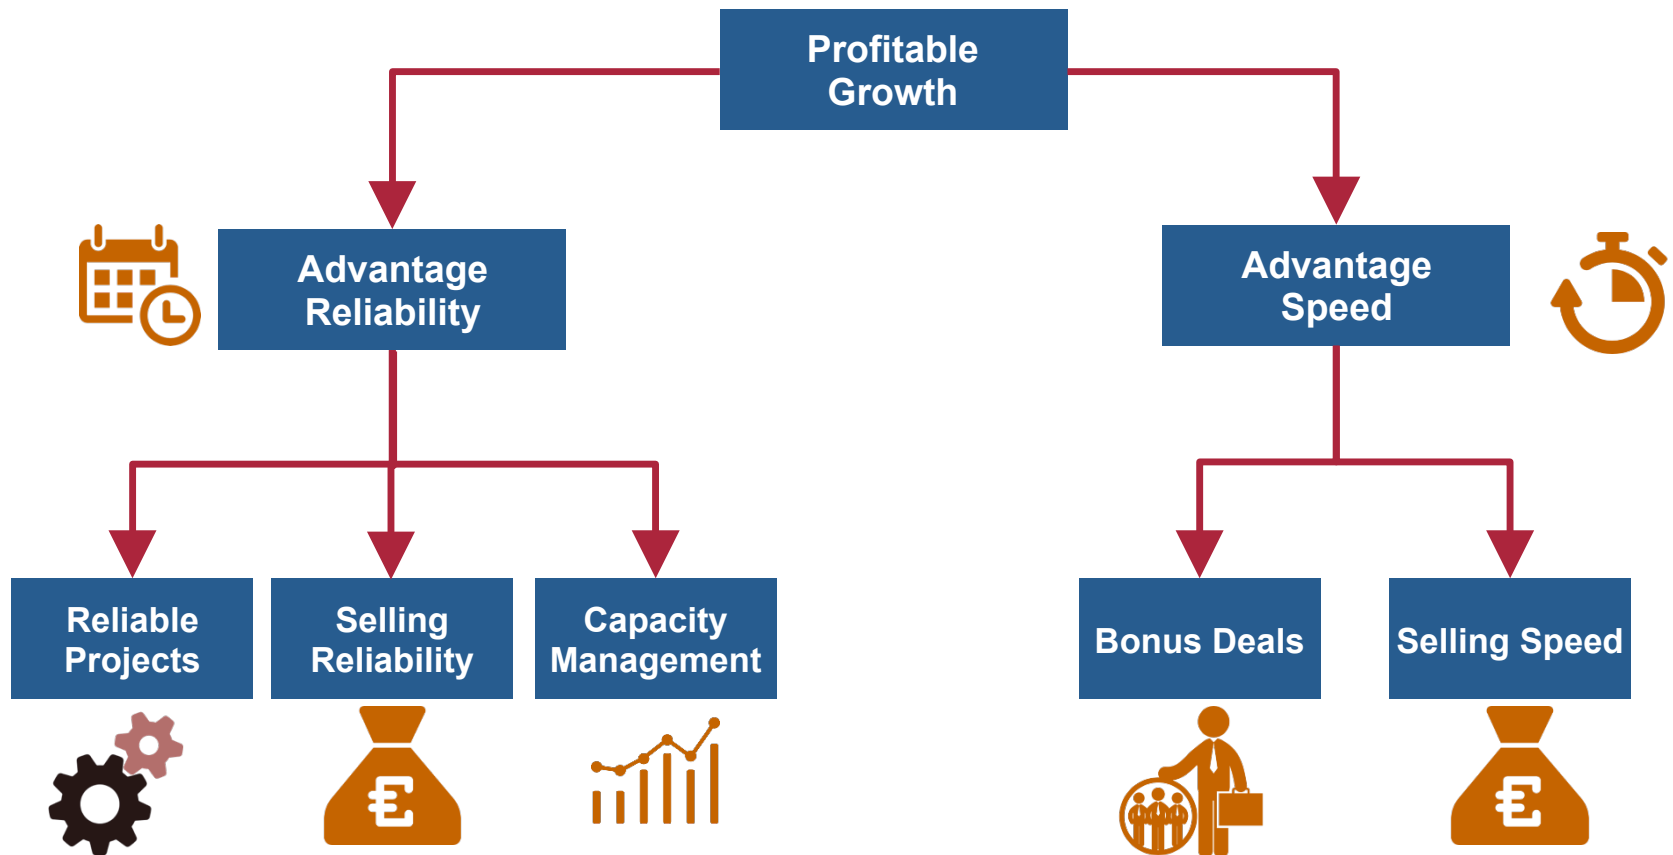 Profitable
Growth
Advantage
Reliability
Advantage
Speed
Reliable
Projects
Selling
Reliability
Capacity
Management
Bonus Deals
Selling Speed